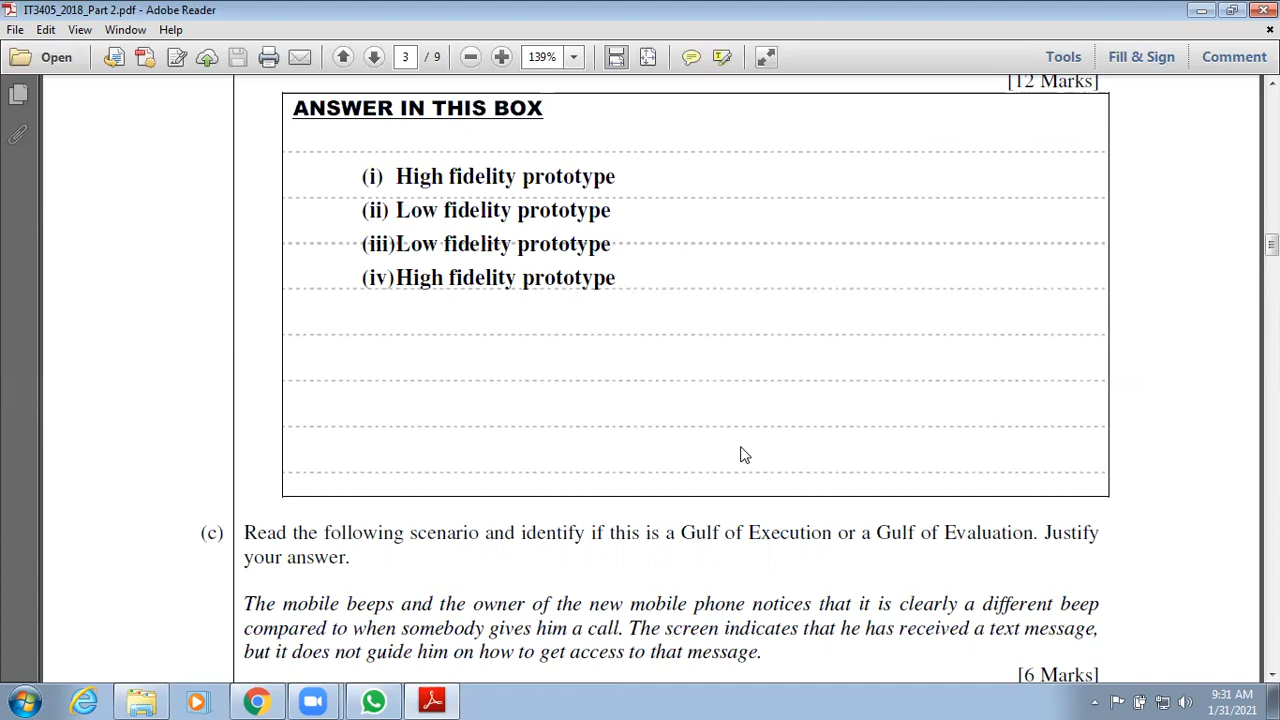 IT3405_2018_Part 2.pdf - Adobe Reader
File Edit View Window Help
Open 3 / 9 139% Tools Fill & Sign Comment
[12 Marks]
ANSWER IN THIS BOX
(i) High fidelity prototype
(ii) Low fidelity prototype
(iii)Low fidelity prototype
(iv)High fidelity prototype
(c) Read the following scenario and identify if this is a Gulf of Execution or a Gulf of Evaluation. Justify
your answer.
The mobile beeps and the owner of the new mobile phone notices that it is clearly a different beep
compared to when somebody gives him a call. The screen indicates that he has received a text message,
but it does not guide him on how to get access to that message.
[6 Marks]
9:31 AM
1/31/2021